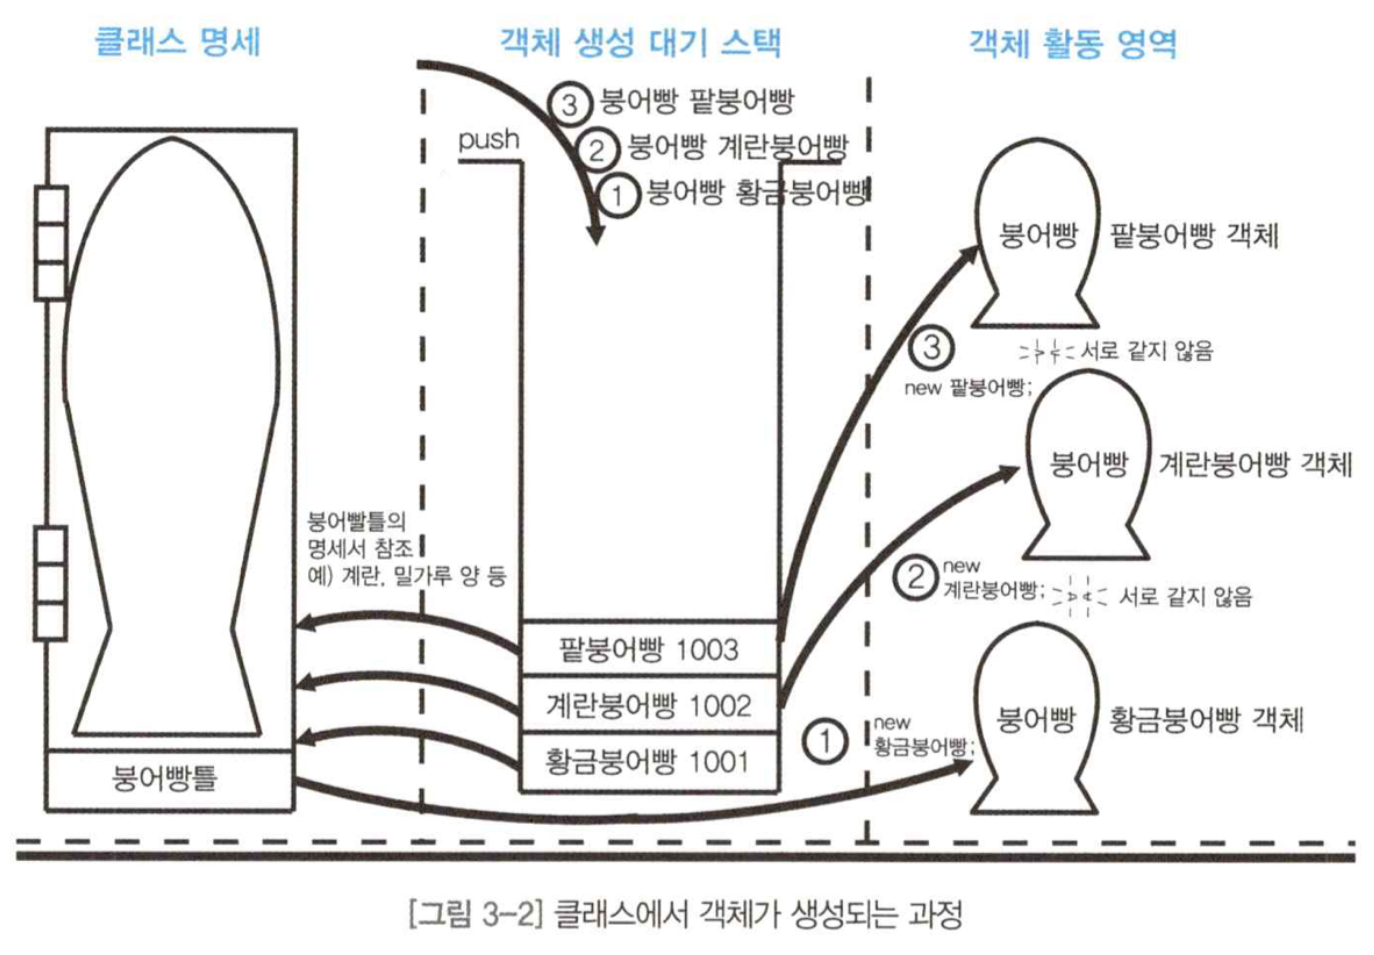 클래스 명세
객체 생성 대기 스택
객체 활동 영역
push
③ 붕어빵 팥붕어빵
② 붕어빵 계란붕어빵
① 붕어빵 황금붕어빵
붕어빵
팥붕어빵 객체
③
new 팥붕어빵;
서로 같지 않음
붕어빵
계란붕어빵 객체
②
new
계란붕어빵;
서로 같지 않음
붕어빨틀의
명세서 참조
예) 계란, 밀가루 양 등
팥붕어빵 1003
계란붕어빵 1002
황금붕어빵 1001
①
new
황금붕어빵;
붕어빵
황금붕어빵 객체
붕어빵틀
[그림 3-2] 클래스에서 객체가 생성되는 과정